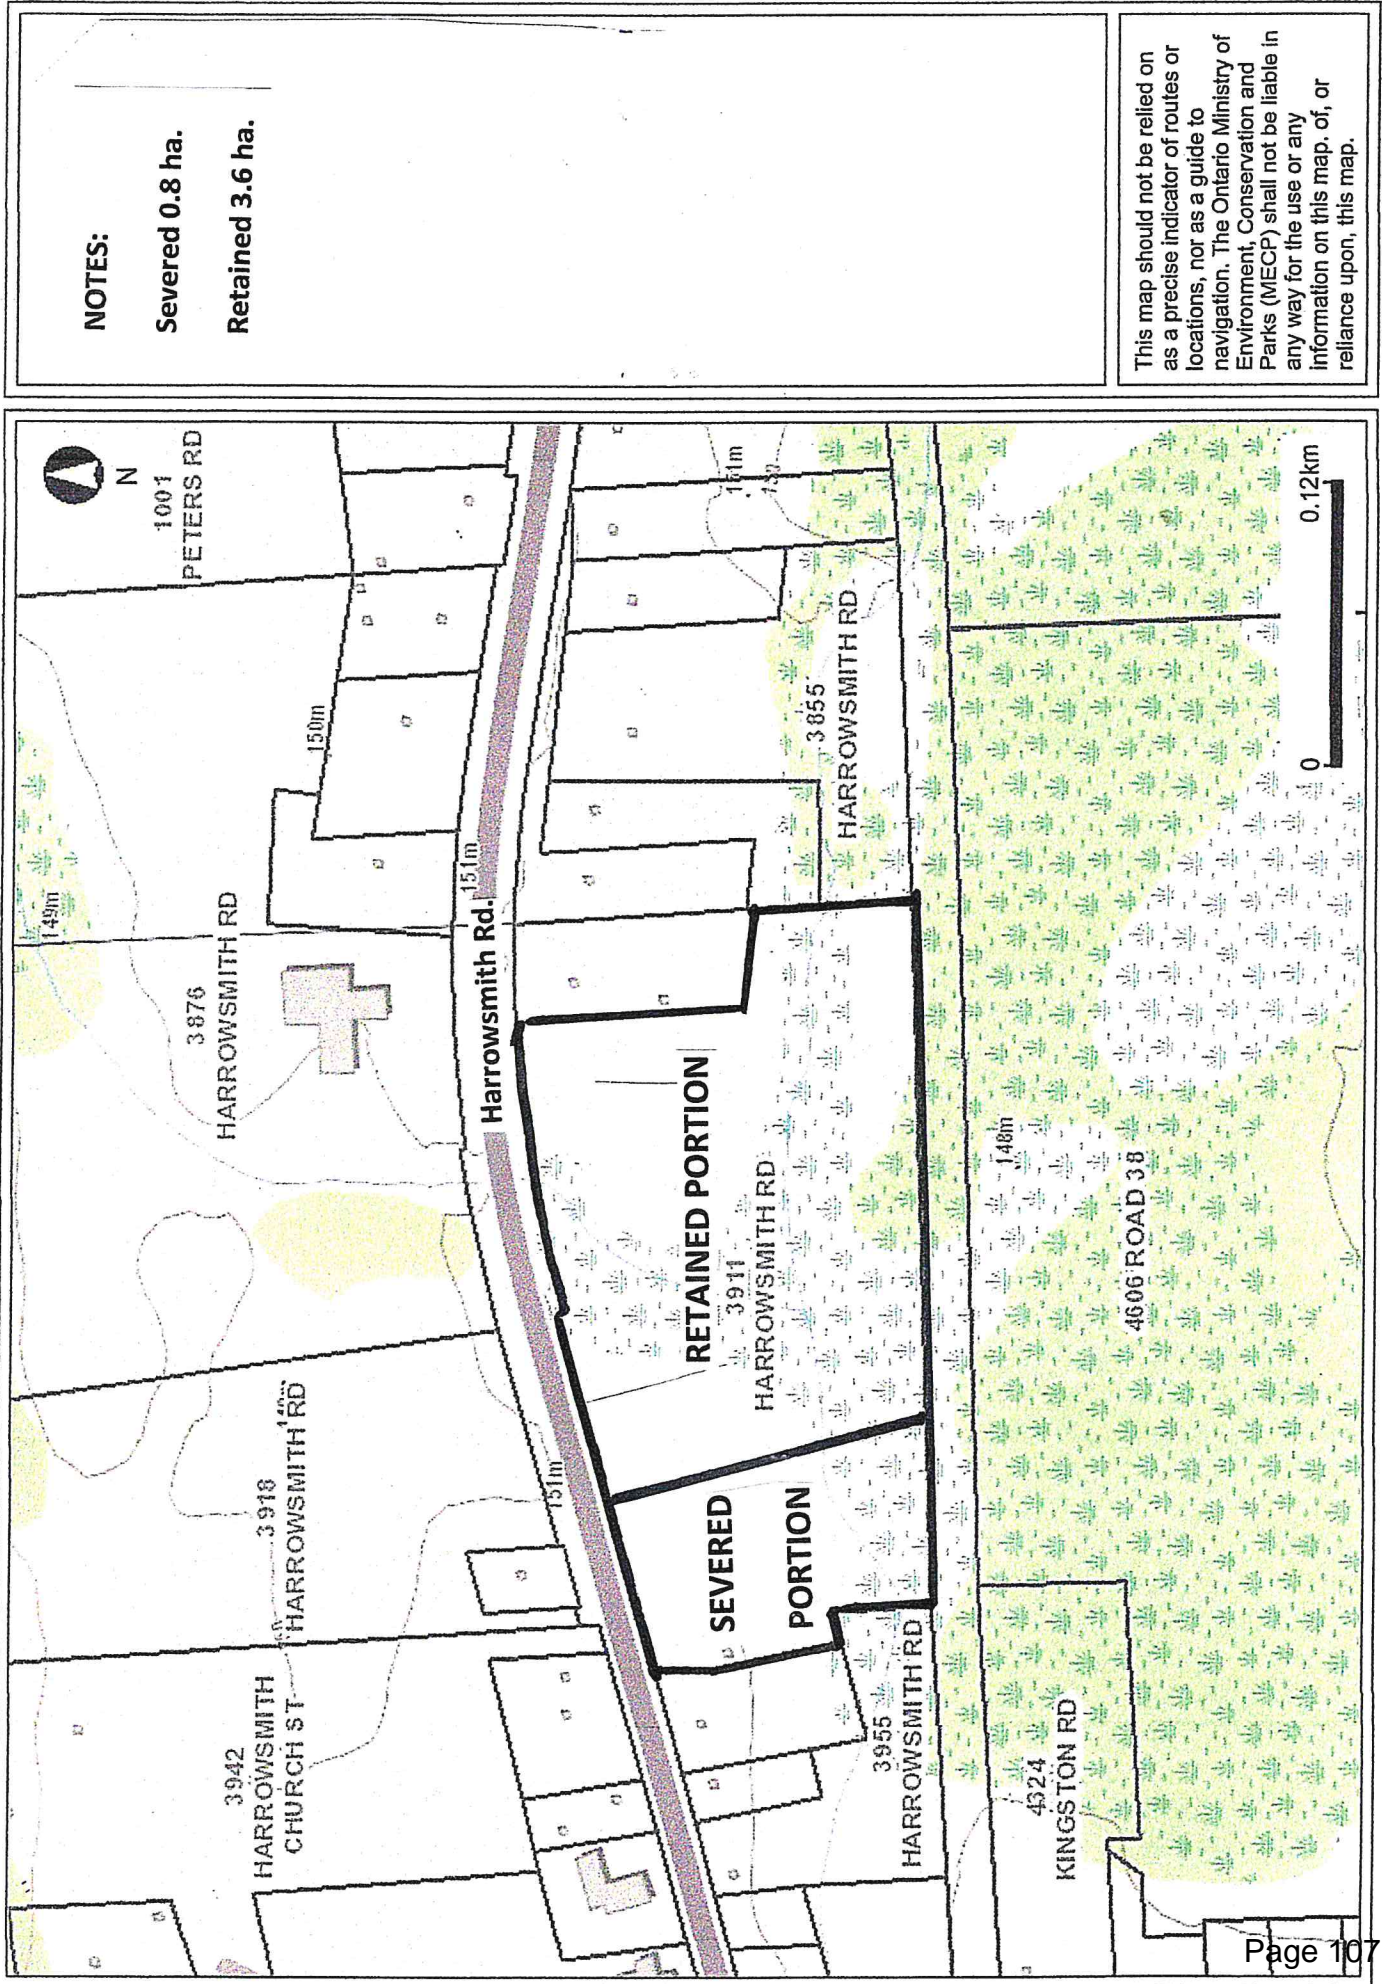 NOTES:
Severed 0.8 ha.
Retained 3.6 ha.
This map should not be relied on
as a precise indicator of routes or
locations, nor as a guide to
navigation. The Ontario Ministry of
Environment, Conservation and
Parks (MECP) shall not be liable in
any way for the use or any
information on this map, of, or
reliance upon, this map.
N
1001
PETERS RD
150m
149m
3876
HARROWSMITH RD
151m
Harrowsmith Rd.
3918
HARROWSMITH RD
151m
3942
HARROWSMITH
CHURCH ST
RETAINED PORTION
3911
HARROWSMITH RD
SEVERED
PORTION
3855
HARROWSMITH RD
151m
3955
HARROWSMITH RD
148m
4606 ROAD 38
4324
KINGSTON RD
0
0.12km
Page 107